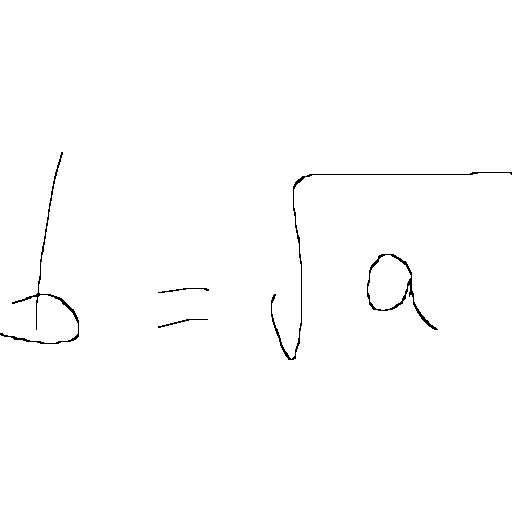 b = √a